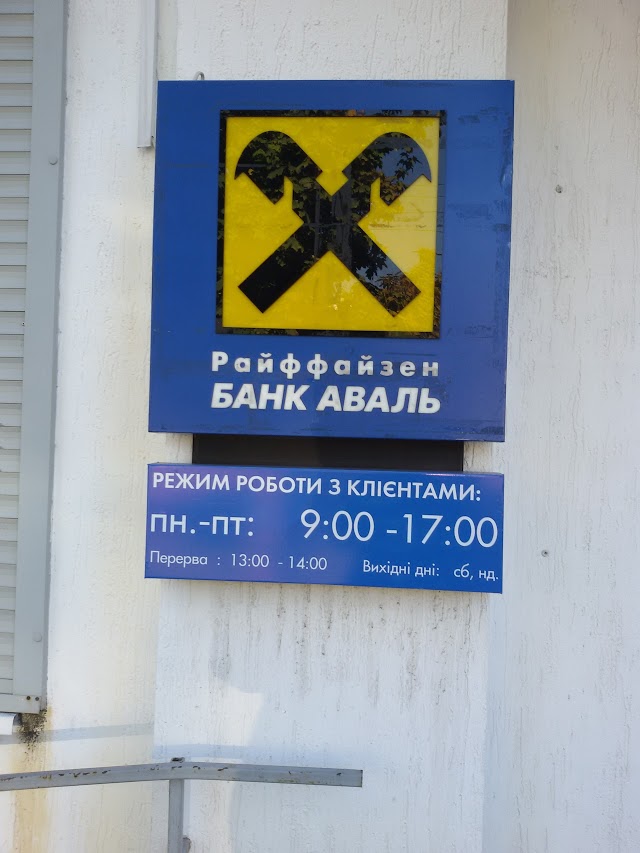 Райффайзен
БАНК АВАЛЬ
РЕЖИМ РОБОТИ З КЛІЄНТАМИ:
пн.-пт: 9:00 -17:00
Перерва : 13:00 - 14:00 Вихідні дні: сб, нд.